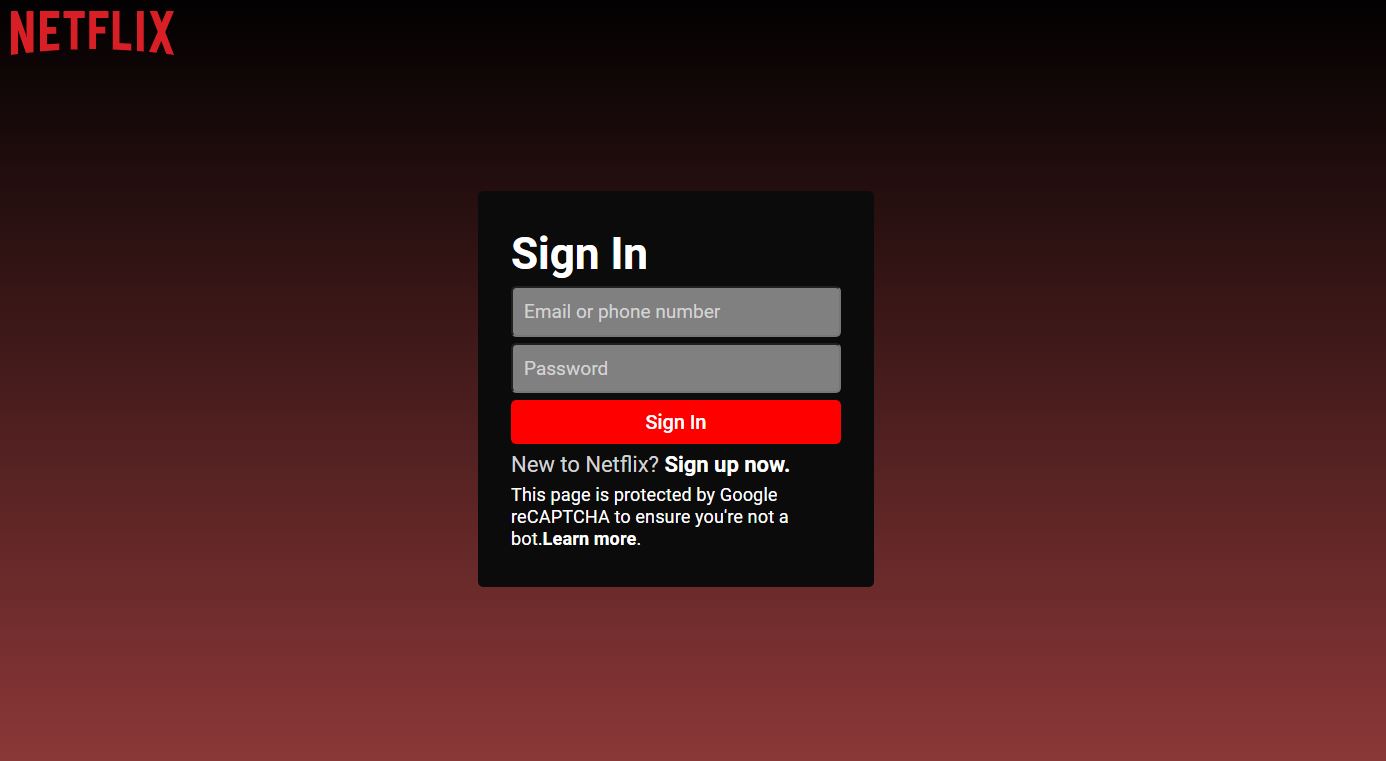 NETFLIX
Sign In
Email or phone number
Password
Sign In
New to Netflix? Sign up now.
This page is protected by Google
reCAPTCHA to ensure you're not a
bot.Learn more.